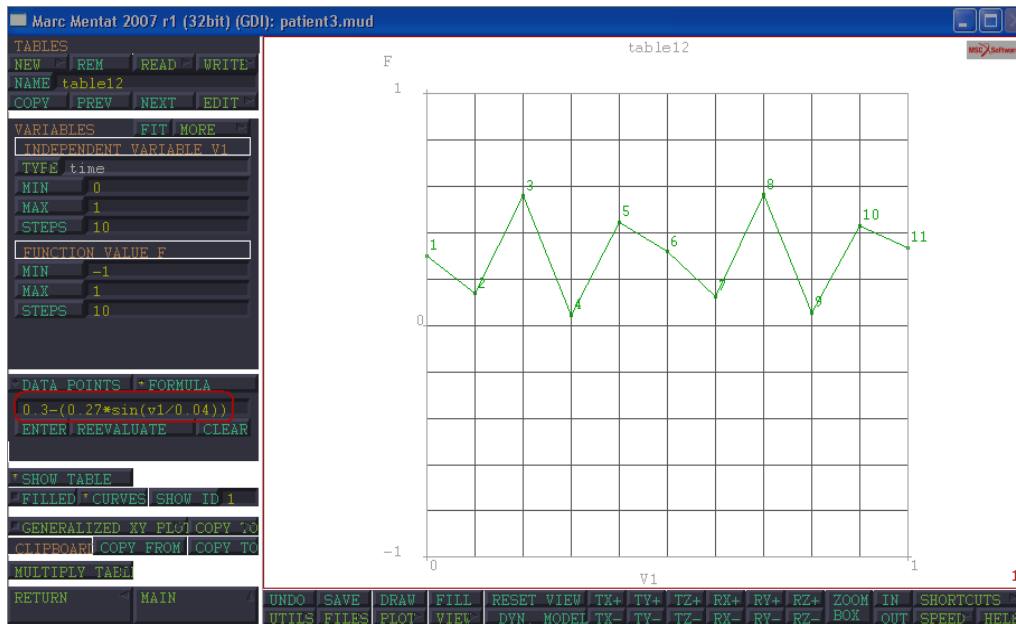 Marc Mentat 2007 r1 (32bit) (GDI): patient3.mud
TABLES
NEW REM READ WRITE
NAME table12
COPY PREV NEXT EDIT
VARIABLES FIT MORE
INDEPENDENT VARIABLE V1
TYPE time
MIN 0
MAX 1
STEPS 10
FUNCTION VALUE F
MIN -1
MAX 1
STEPS 10
DATA POINTS FORMULA
0.3-(0.27*sin(v1/0.04))
ENTER REEVALUATE CLEAR
SHOW TABLE
FILLED CURVES SHOW ID 1
GENERALIZED XY PLOT COPY TO
CLIPBOARD COPY FROM COPY TO
MULTIPLY TABL
RETURN MAIN
table12
MSC Software
F
1
0
-1
1
2
3
4
5
6
7
8
9
10
11
0
V1
1
1
UNDO SAVE DRAW FILL RESET VIEW TX+ TY+ TZ+ RX+ RY+ RZ+ ZOOM IN SHORTCUTS
UTILS FILES PLOT VIEW DYN. MODEL TX- TY- TZ- RX- RY- RZ- BOX OUT SPEED HELP